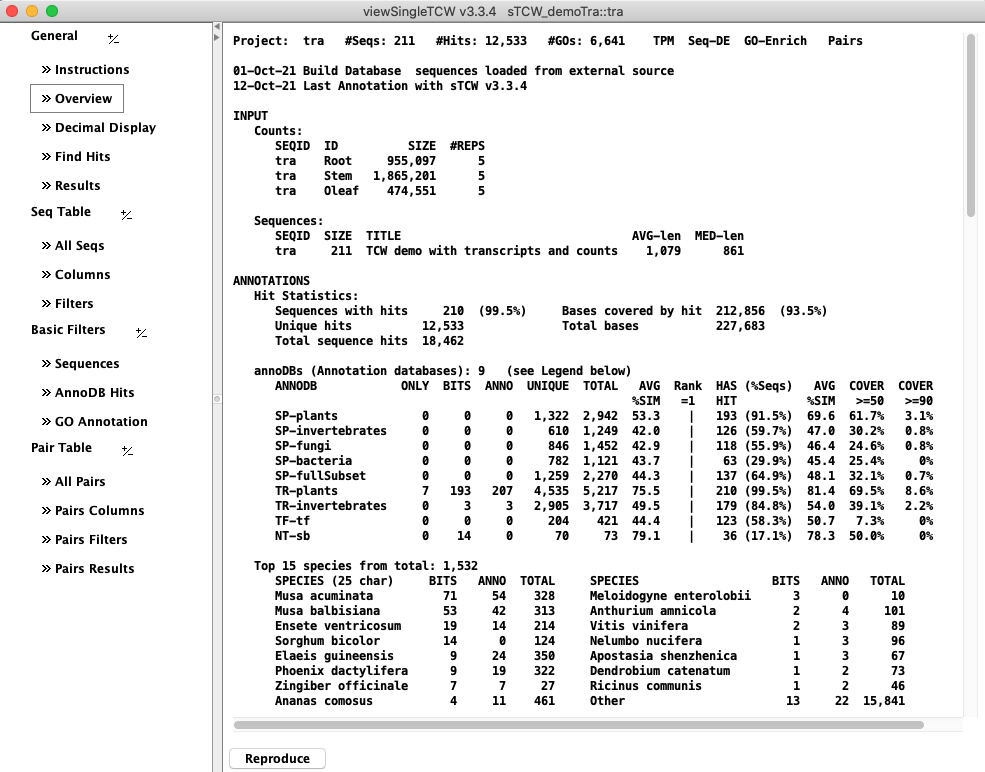 viewSingleTCW v3.3.4   sTCW_demoTra::tra
General +/-
» Instructions
» Overview
» Decimal Display
» Find Hits
» Results
Seq Table +/-
» All Seqs
» Columns
» Filters
Basic Filters +/-
» Sequences
» AnnoDB Hits
» GO Annotation
Pair Table +/-
» All Pairs
» Pairs Columns
» Pairs Filters
» Pairs Results
Project:  tra   #Seqs: 211   #Hits: 12,533   #GOs: 6,641    TPM  Seq-DE  GO-Enrich   Pairs
01-Oct-21 Build Database  sequences loaded from external source
12-Oct-21 Last Annotation with sTCW v3.3.4
INPUT
Counts:
SEQID  ID          SIZE  #REPS
tra    Root     955,097      5
tra    Stem   1,865,201      5
tra    Oleaf    474,551      5
Sequences:
SEQID  SIZE  TITLE                                 AVG-len  MED-len
tra     211  TCW demo with transcripts and counts    1,079      861
ANNOTATIONS
Hit Statistics:
Sequences with hits     210  (99.5%)     Bases covered by hit  212,856  (93.5%)
Unique hits          12,533              Total bases           227,683
Total sequence hits  18,462
annoDBs (Annotation databases): 9   (see Legend below)
ANNODB            ONLY  BITS  ANNO  UNIQUE  TOTAL   AVG  Rank  HAS (%Seqs)   AVG  COVER  COVER
%SIM   =1   HIT          %SIM   >=50   >=90
SP-plants            0     0     0   1,322  2,942  53.3    |   193 (91.5%)  69.6  61.7%   3.1%
SP-invertebrates     0     0     0     610  1,249  42.0    |   126 (59.7%)  47.0  30.2%   0.8%
SP-fungi             0     0     0     846  1,452  42.9    |   118 (55.9%)  46.4  24.6%   0.8%
SP-bacteria          0     0     0     782  1,121  43.7    |    63 (29.9%)  45.4  25.4%     0%
SP-fullSubset        0     0     0   1,259  2,270  44.3    |   137 (64.9%)  48.1  32.1%   0.7%
TR-plants            7   193   207   4,535  5,217  75.5    |   210 (99.5%)  81.4  69.5%   8.6%
TR-invertebrates     0     3     3   2,905  3,717  49.5    |   179 (84.8%)  54.0  39.1%   2.2%
TF-tf                0     0     0     204    421  44.4    |   123 (58.3%)  50.7   7.3%     0%
NT-sb                0    14     0      70     73  79.1    |    36 (17.1%)  78.3  50.0%     0%
Top 15 species from total: 1,532
SPECIES (25 char)     BITS   ANNO  TOTAL     SPECIES                   BITS   ANNO   TOTAL
Musa acuminata          71     54    328     Meloidogyne enterolobii      3      0      10
Musa balbisiana         53     42    313     Anthurium amnicola           2      4     101
Ensete ventricosum      19     14    214     Vitis vinifera               2      3      89
Sorghum bicolor         14      0    124     Nelumbo nucifera             1      3      96
Elaeis guineensis        9     24    350     Apostasia shenzhenica        1      3      67
Phoenix dactylifera      9     19    322     Dendrobium catenatum         1      2      73
Zingiber officinale      7      7     27     Ricinus communis             1      2      46
Ananas comosus           4     11    461     Other                       13     22  15,841
Reproduce